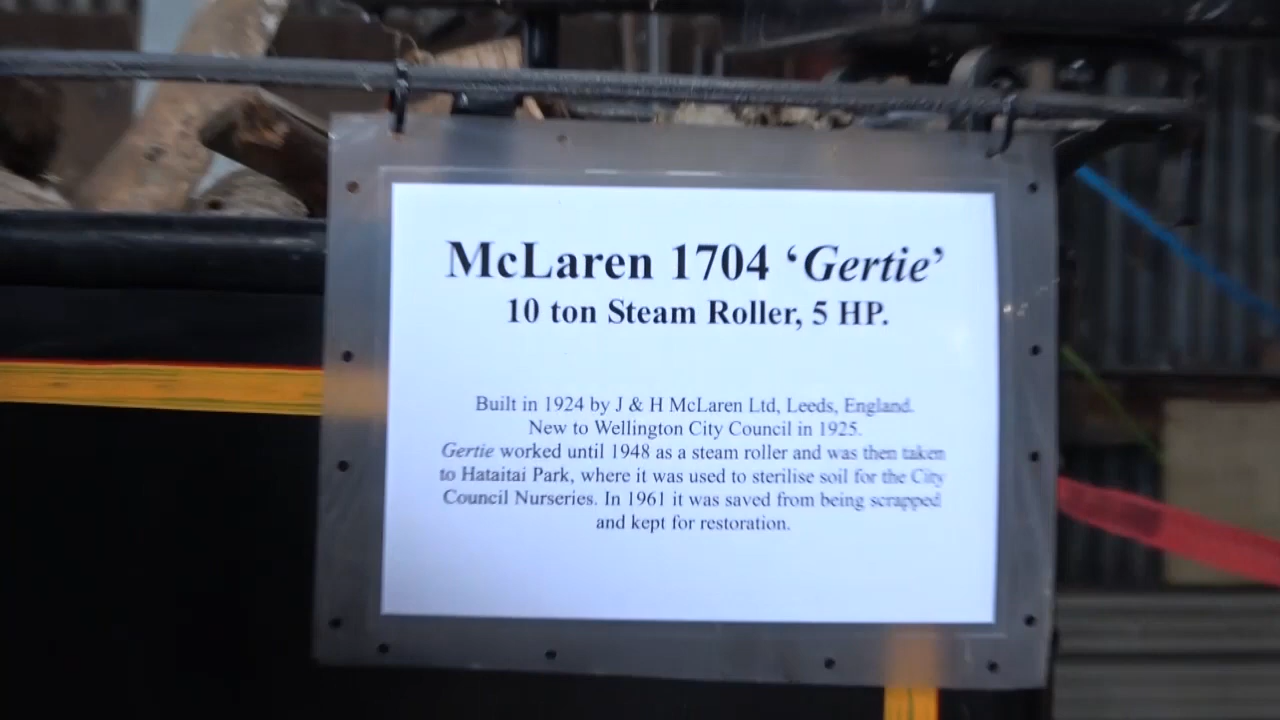 McLaren 1704 ‘Gertie’
10 ton Steam Roller, 5 HP.
Built in 1924 by J & H McLaren Ltd, Leeds, England.
New to Wellington City Council in 1925.
Gertie worked until 1948 as a steam roller and was then taken
to Hataitai Park, where it was used to sterilise soil for the City
Council Nurseries. In 1961 it was saved from being scrapped
and kept for restoration.